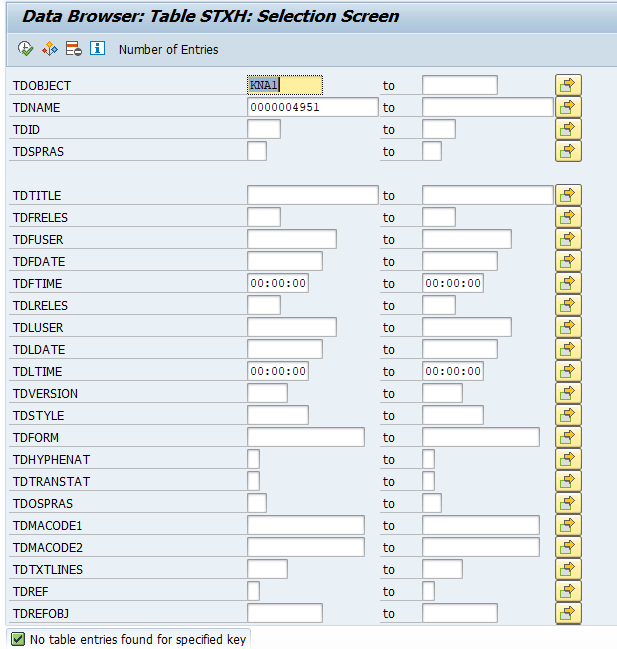 Data Browser: Table STXH: Selection Screen
Number of Entries
TDOBJECT KNA1 to
TDNAME 0000004951 to
TDID to
TDSPRAS to
TDTITLE to
TDFRELES to
TDFUSER to
TDFDATE to
TDFTIME 00:00:00 to 00:00:00
TDLRELES to
TDLUSER to
TDLDATE to
TDLTIME 00:00:00 to 00:00:00
TDVERSION to
TDSTYLE to
TDFORM to
TDHYPHENAT to
TDTRANSTAT to
TDOSPRAS to
TDMACODE1 to
TDMACODE2 to
TDTXTLINES to
TDREF to
TDREFOBJ to
No table entries found for specified key